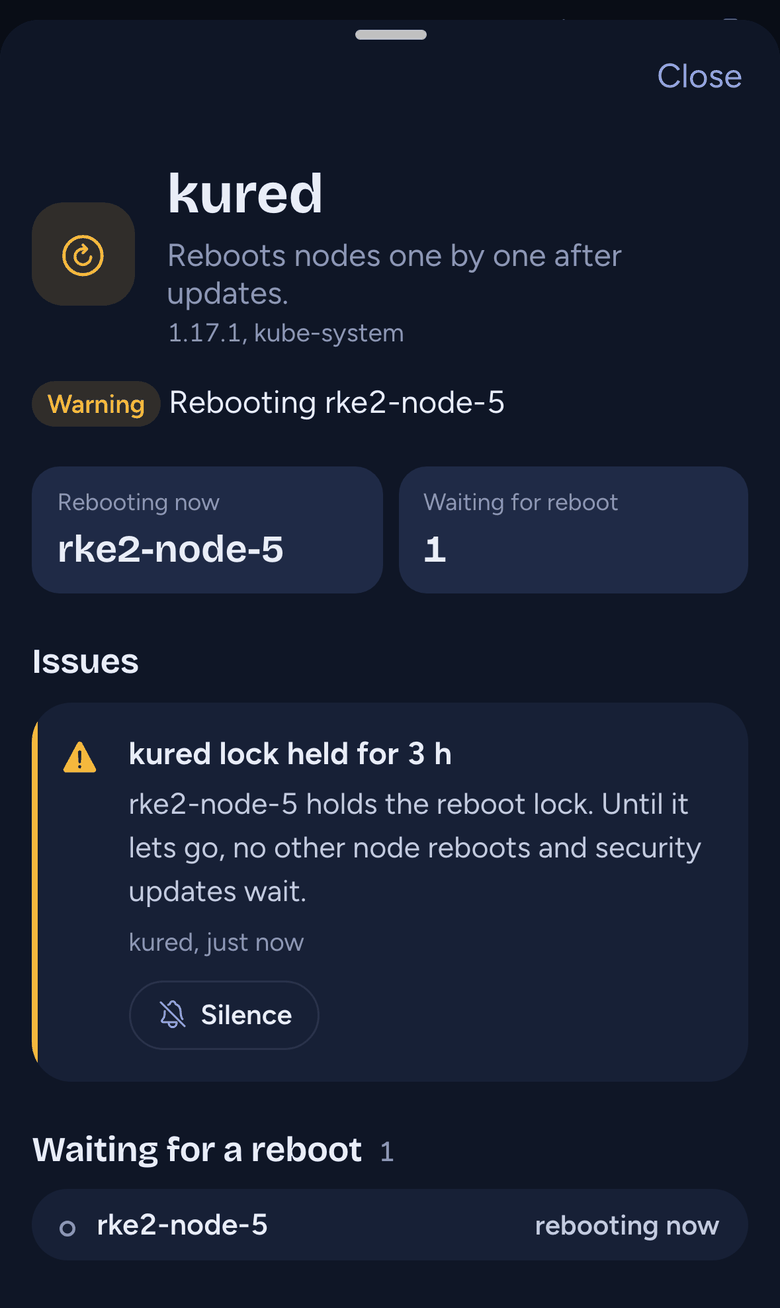 Close
kured
Reboots nodes one by one after
updates.
1.17.1, kube-system
Warning Rebooting rke2-node-5
Rebooting now
rke2-node-5
Waiting for reboot
1
Issues
kured lock held for 3 h
rke2-node-5 holds the reboot lock. Until it
lets go, no other node reboots and security
updates wait.
kured, just now
Silence
Waiting for a reboot 1
rke2-node-5 rebooting now